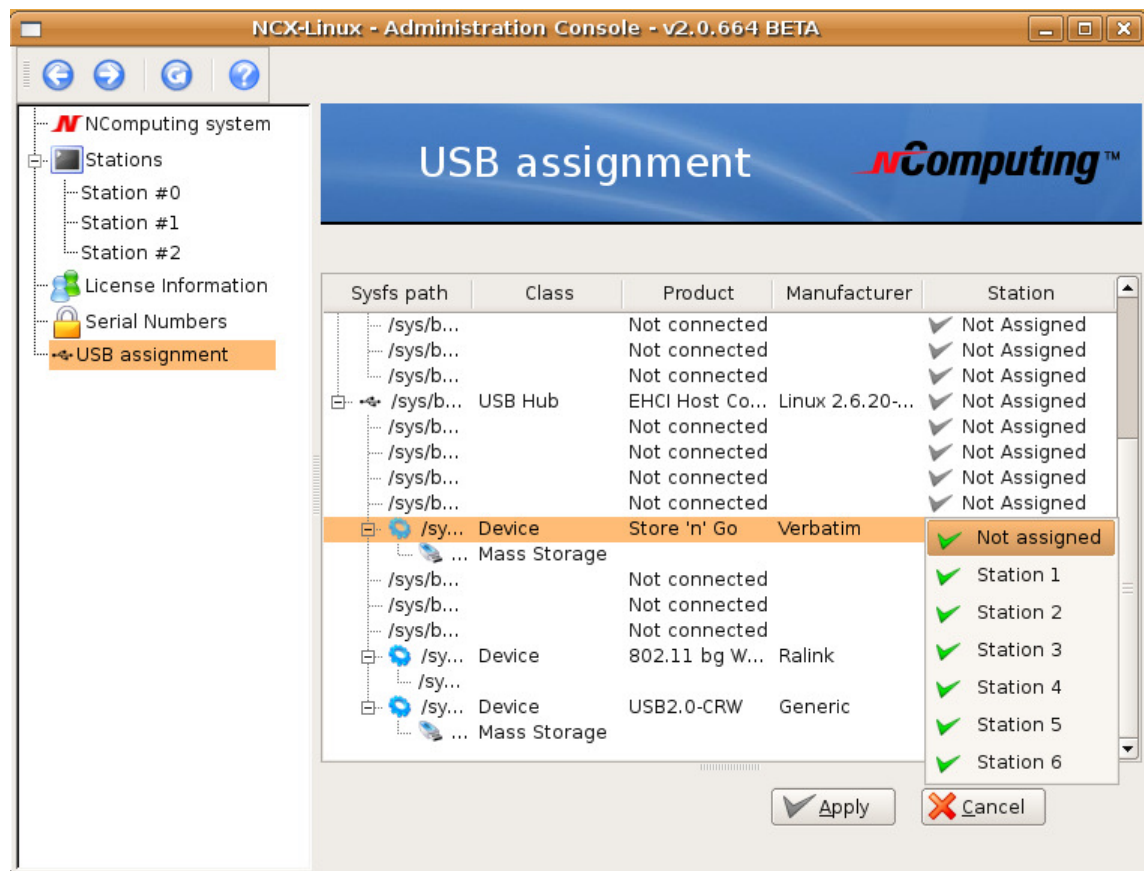 NCX-Linux - Administration Console - v2.0.664 BETA
NComputing system
Stations
Station #0
Station #1
Station #2
License Information
Serial Numbers
USB assignment
USB assignment
NComputing™
Sysfs path Class Product Manufacturer Station
/sys/b... Not connected Not Assigned
/sys/b... Not connected Not Assigned
/sys/b... Not connected Not Assigned
/sys/b... USB Hub EHCI Host Co... Linux 2.6.20-... Not Assigned
/sys/b... Not connected Not Assigned
/sys/b... Not connected Not Assigned
/sys/b... Not connected Not Assigned
/sys/b... Not connected Not Assigned
/sy... Device Store 'n' Go Verbatim
... Mass Storage
/sys/b... Not connected
/sys/b... Not connected
/sys/b... Not connected
/sy... Device 802.11 bg W... Ralink
/sy...
/sy... Device USB2.0-CRW Generic
... Mass Storage
Not assigned
Station 1
Station 2
Station 3
Station 4
Station 5
Station 6
Apply
Cancel